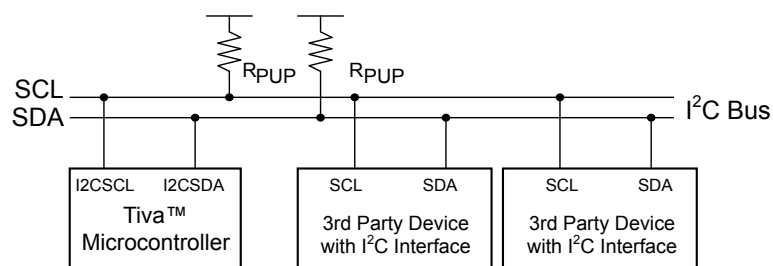 RPUP RPUP
SCL
SDA
I²C Bus
I2CSCL I2CSDA SCL SDA SCL SDA
Tiva™
Microcontroller
3rd Party Device
with I²C Interface
3rd Party Device
with I²C Interface